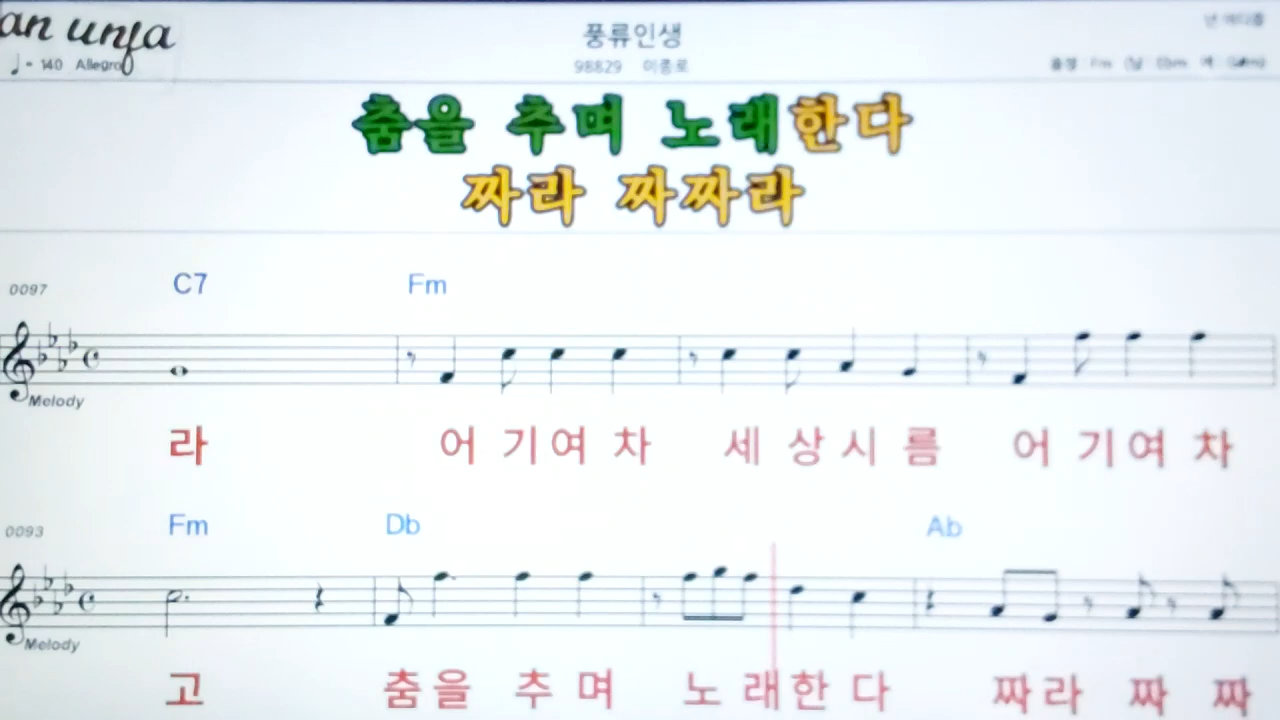 an unfa
풍류인생
♩= 140 Allegro
98829 이종로
춤을 추며 노래한다
짜라 짜짜라
0097
C7 Fm
Melody
라 어 기여 차 세 상시 름 어 기여 차
0093
Fm Db Ab
Melody
고 춤을 추 며 노 래한 다 짜라 짜 짜